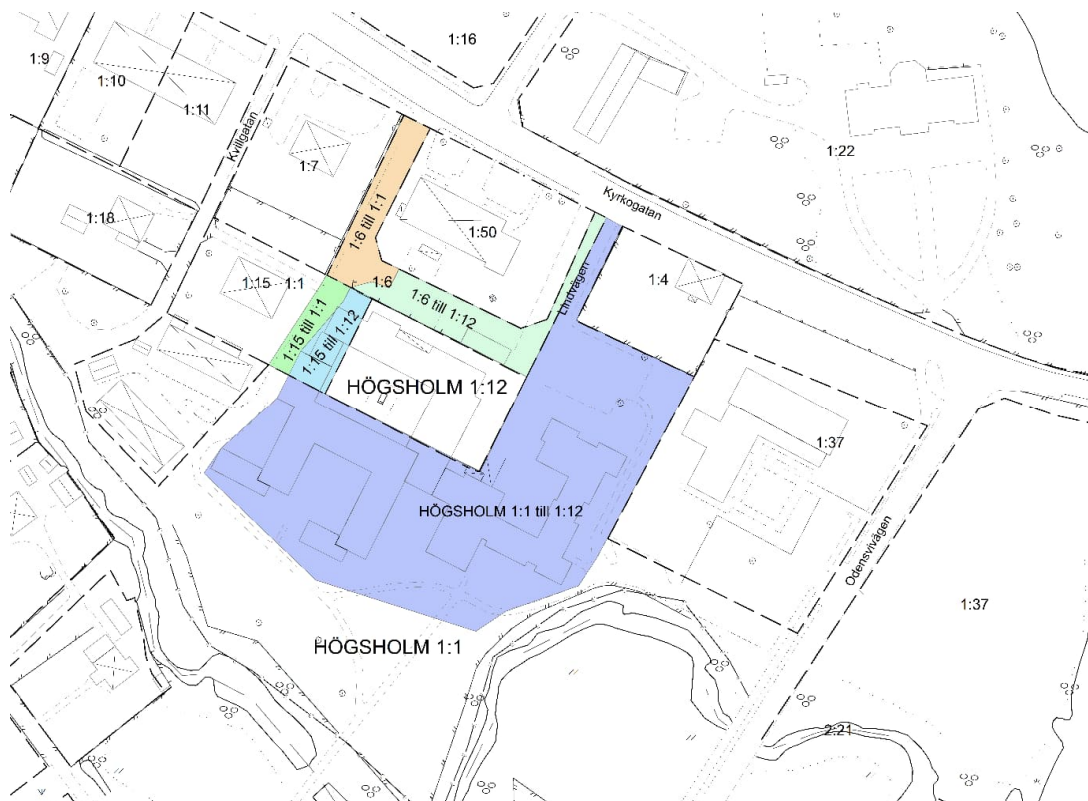 1:16
1:9
1:10
1:11
Kvillgatan
1:7
1:22
1:18
1:6 till 1:1
Kyrkogatan
1:50
1:15
1:1
1:6
1:6 till 1:12
Lindvägen
1:4
1:15 till 1:1
1:15 till 1:12
HÖGSHOLM 1:12
1:37
HÖGSHOLM 1:1 till 1:12
Odensvivägen
1:37
HÖGSHOLM 1:1
2:21